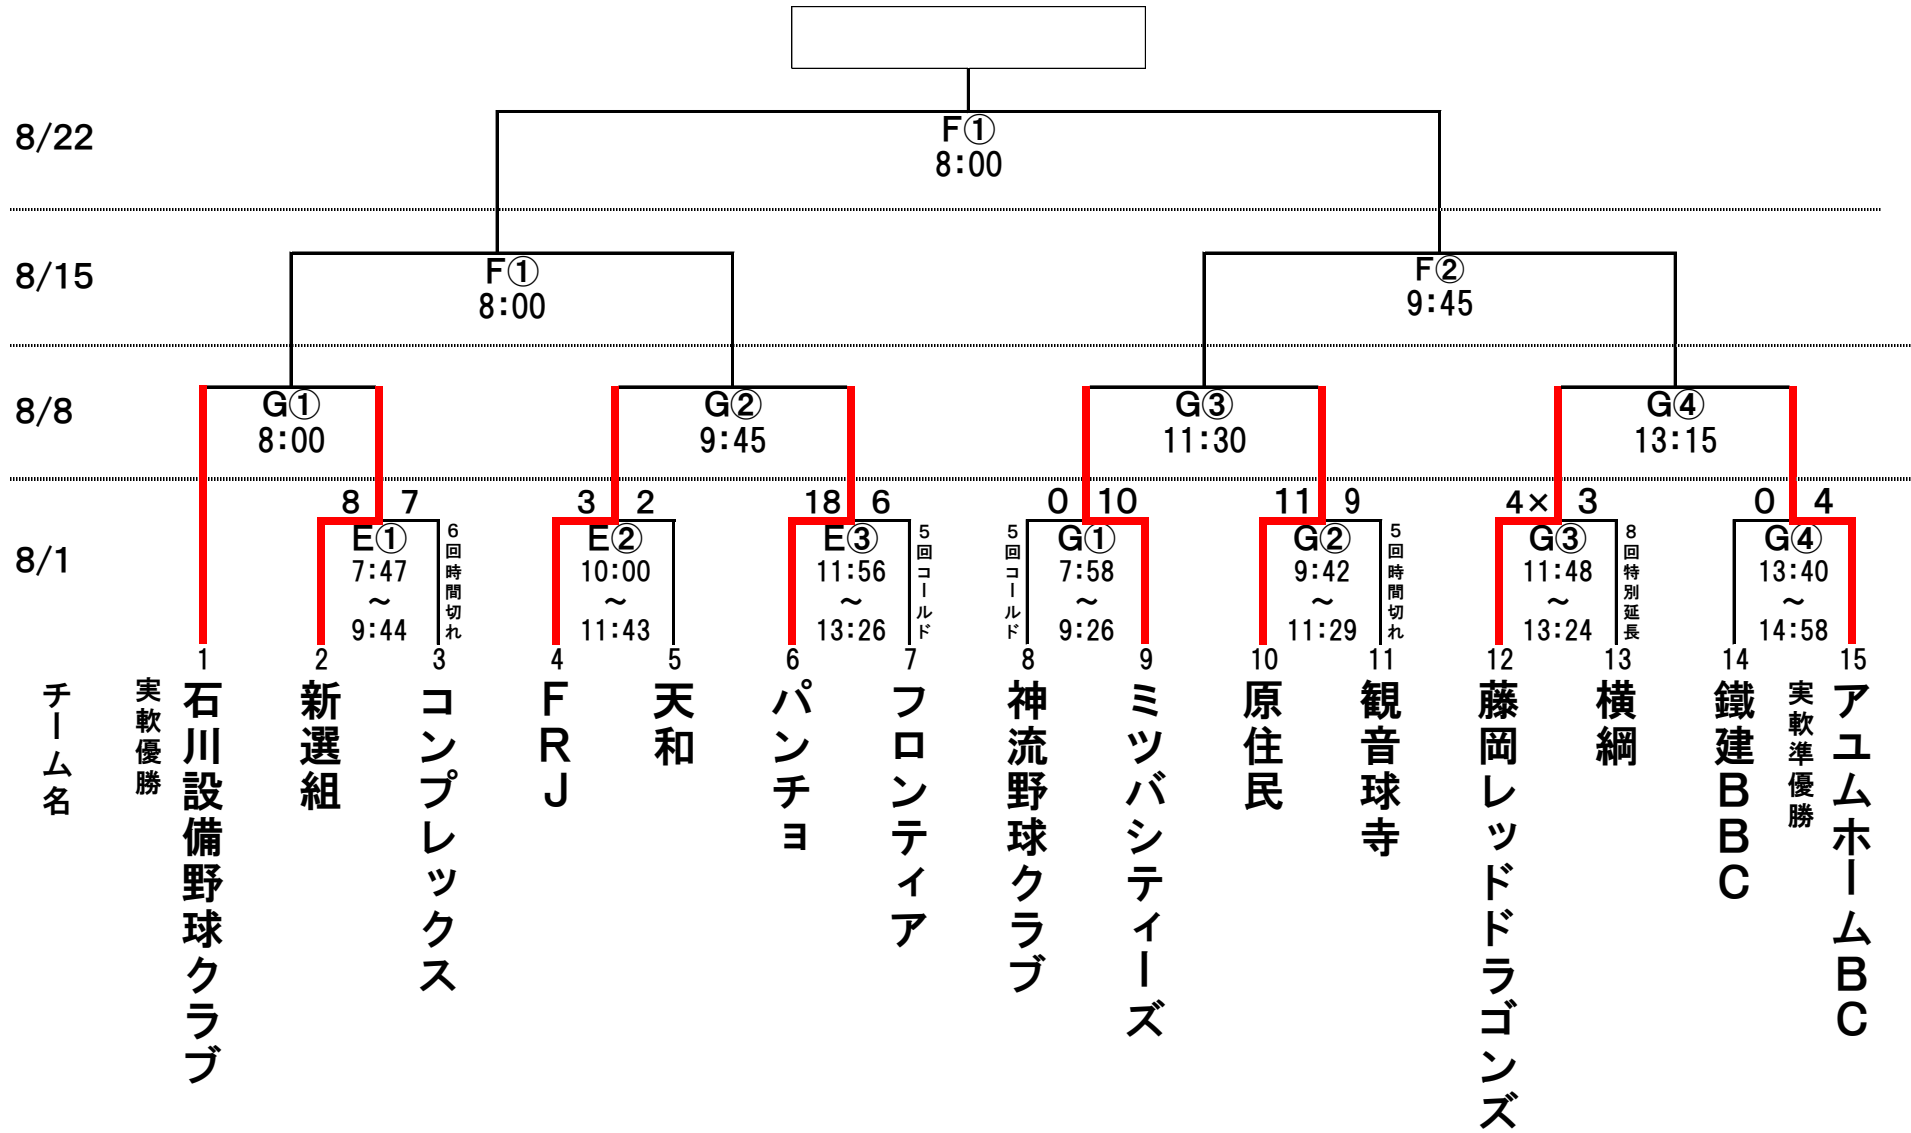 8/22
F①
8:00
8/15
F①
8:00
F②
9:45
8/8
G①
8:00
G②
9:45
G③
11:30
G④
13:15
8/1
8 7
E①
7:47
～
9:44
6回時間切れ
3 2
E②
10:00
～
11:43
18 6
E③
11:56
～
13:26
5回コールド
0 10
5回コールド
G①
7:58
～
9:26
11 9
G②
9:42
～
11:29
5回時間切れ
4× 3
G③
11:48
～
13:24
8回特別延長
0 4
G④
13:40
～
14:58
1 2 3 4 5 6 7 8 9 10 11 12 13 14 15
チーム名
実軟優勝
石川設備野球クラブ
新選組
コンプレックス
FRJ
天和
パンチョ
フロンティア
神流野球クラブ
ミツバシティーズ
原住民
観音球寺
藤岡レッドドラゴンズ
横綱
鐵建BBC
実軟準優勝
アユムホームBC